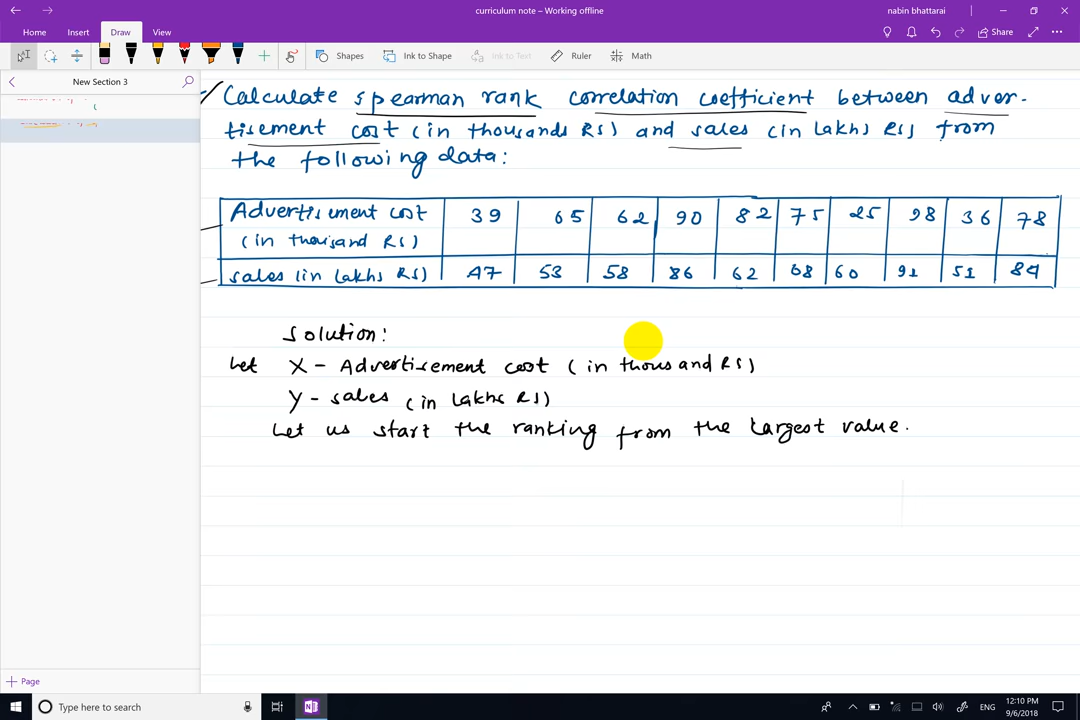 curriculum note – Working offline
nabin bhattarai
Home Insert Draw View
Share
Shapes Ink to Shape Ink to Text Ruler Math
New Section 3
Calculate spearman rank correlation coefficient between adver-
tisement cost (in thousands RS) and sales (in Lakhs RS) from
the following data:
Advertisement cost (in thousand RS) 39 65 62 90 82 75 25 98 36 78
sales (in Lakhs RS) 47 53 58 86 62 68 60 91 51 84
Solution:
Let X - Advertisement cost (in thousand RS)
Y - sales (in Lakhs RS)
Let us start the ranking from the largest value.
+ Page
Type here to search
ENG
12:10 PM
9/6/2018